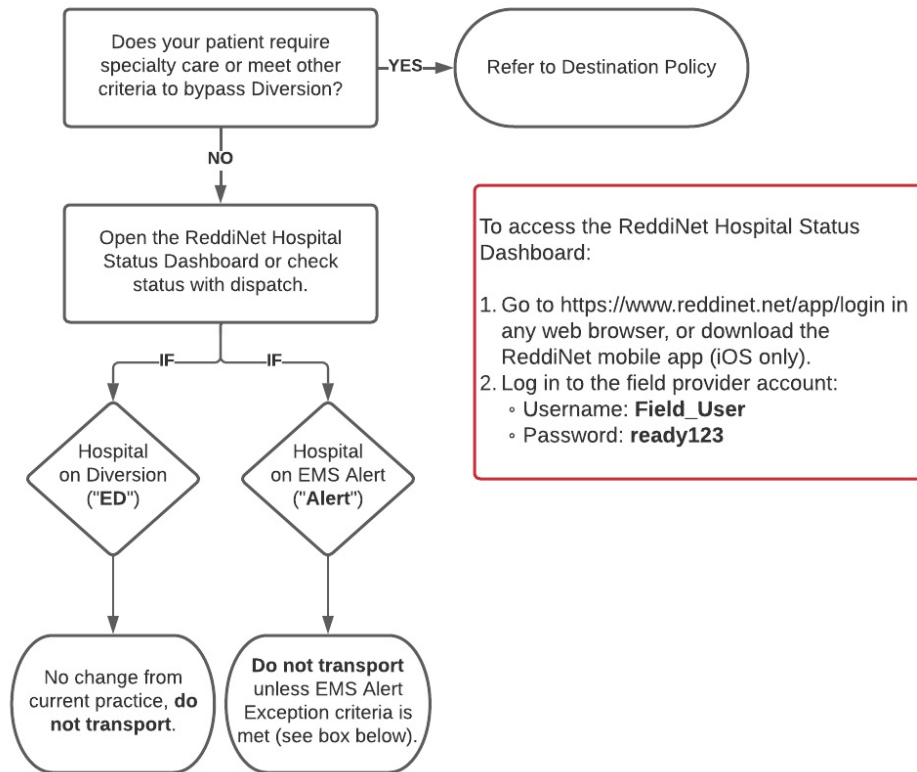 Does your patient require
specialty care or meet other
criteria to bypass Diversion?
YES
Refer to Destination Policy
NO
Open the ReddiNet Hospital
Status Dashboard or check
status with dispatch.
To access the ReddiNet Hospital Status
Dashboard:
1. Go to https://www.reddinet.net/app/login in
any web browser, or download the
ReddiNet mobile app (iOS only).
2. Log in to the field provider account:
◦ Username: Field_User
◦ Password: ready123
IF
IF
Hospital
on Diversion
("ED")
Hospital
on EMS Alert
("Alert")
No change from
current practice, do
not transport.
Do not transport
unless EMS Alert
Exception criteria is
met (see box below).